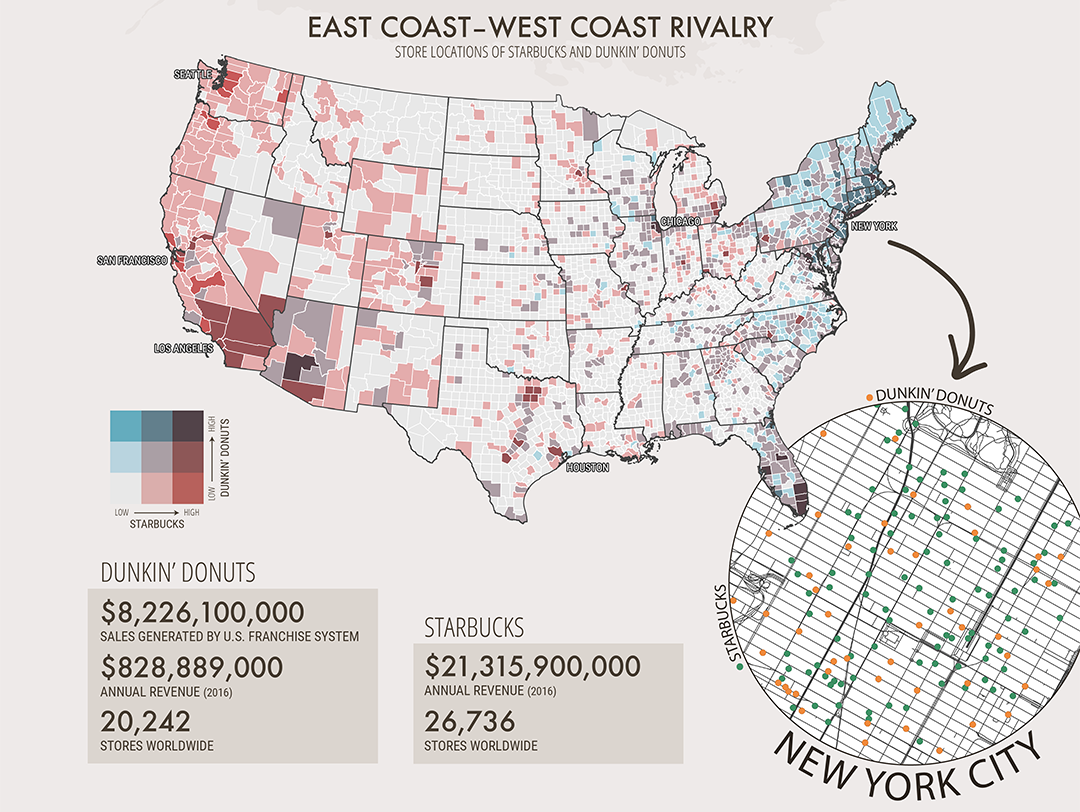 EAST COAST–WEST COAST RIVALRY
STORE LOCATIONS OF STARBUCKS AND DUNKIN' DONUTS
SEATTLE
CHICAGO
NEW YORK
SAN FRANCISCO
LOS ANGELES
HOUSTON
DUNKIN' DONUTS
STARBUCKS
NEW YORK CITY
LOW → HIGH
DUNKIN' DONUTS
LOW → HIGH
STARBUCKS
DUNKIN' DONUTS
$8,226,100,000
SALES GENERATED BY U.S. FRANCHISE SYSTEM
$828,889,000
ANNUAL REVENUE (2016)
20,242
STORES WORLDWIDE
STARBUCKS
$21,315,900,000
ANNUAL REVENUE (2016)
26,736
STORES WORLDWIDE